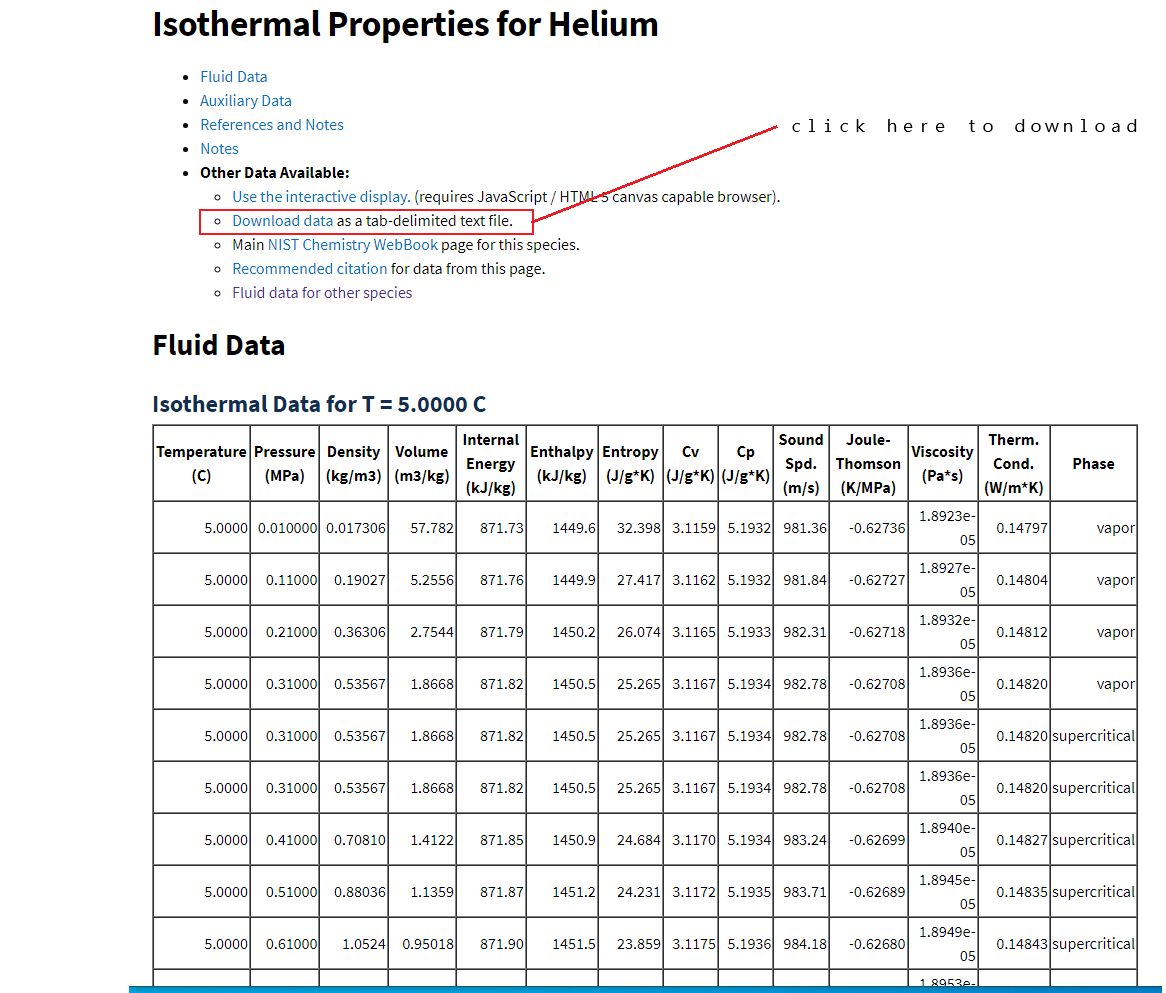 Isothermal Properties for Helium
Fluid Data
Auxiliary Data
click here to download
References and Notes
Notes
Other Data Available:
Use the interactive display. (requires JavaScript / HTML 5 canvas capable browser).
Download data as a tab-delimited text file.
Main NIST Chemistry WebBook page for this species.
Recommended citation for data from this page.
Fluid data for other species
Fluid Data
Isothermal Data for T = 5.0000 C
Temperature (C) Pressure (MPa) Density (kg/m3) Volume (m3/kg) Internal Energy (kJ/kg) Enthalpy (kJ/kg) Entropy (J/g*K) Cv (J/g*K) Cp (J/g*K) Sound Spd. (m/s) Joule-Thomson (K/MPa) Viscosity (Pa*s) Therm. Cond. (W/m*K) Phase
5.0000 0.010000 0.017306 57.782 871.73 1449.6 32.398 3.1159 5.1932 981.36 -0.62736 1.8923e-05 0.14797 vapor
5.0000 0.11000 0.19027 5.2556 871.76 1449.9 27.417 3.1162 5.1932 981.84 -0.62727 1.8927e-05 0.14804 vapor
5.0000 0.21000 0.36306 2.7544 871.79 1450.2 26.074 3.1165 5.1933 982.31 -0.62718 1.8932e-05 0.14812 vapor
5.0000 0.31000 0.53567 1.8668 871.82 1450.5 25.265 3.1167 5.1934 982.78 -0.62708 1.8936e-05 0.14820 vapor
5.0000 0.31000 0.53567 1.8668 871.82 1450.5 25.265 3.1167 5.1934 982.78 -0.62708 1.8936e-05 0.14820 supercritical
5.0000 0.31000 0.53567 1.8668 871.82 1450.5 25.265 3.1167 5.1934 982.78 -0.62708 1.8936e-05 0.14820 supercritical
5.0000 0.41000 0.70810 1.4122 871.85 1450.9 24.684 3.1170 5.1934 983.24 -0.62699 1.8940e-05 0.14827 supercritical
5.0000 0.51000 0.88036 1.1359 871.87 1451.2 24.231 3.1172 5.1935 983.71 -0.62689 1.8945e-05 0.14835 supercritical
5.0000 0.61000 1.0524 0.95018 871.90 1451.5 23.859 3.1175 5.1936 984.18 -0.62680 1.8949e-05 0.14843 supercritical
1.8953e-